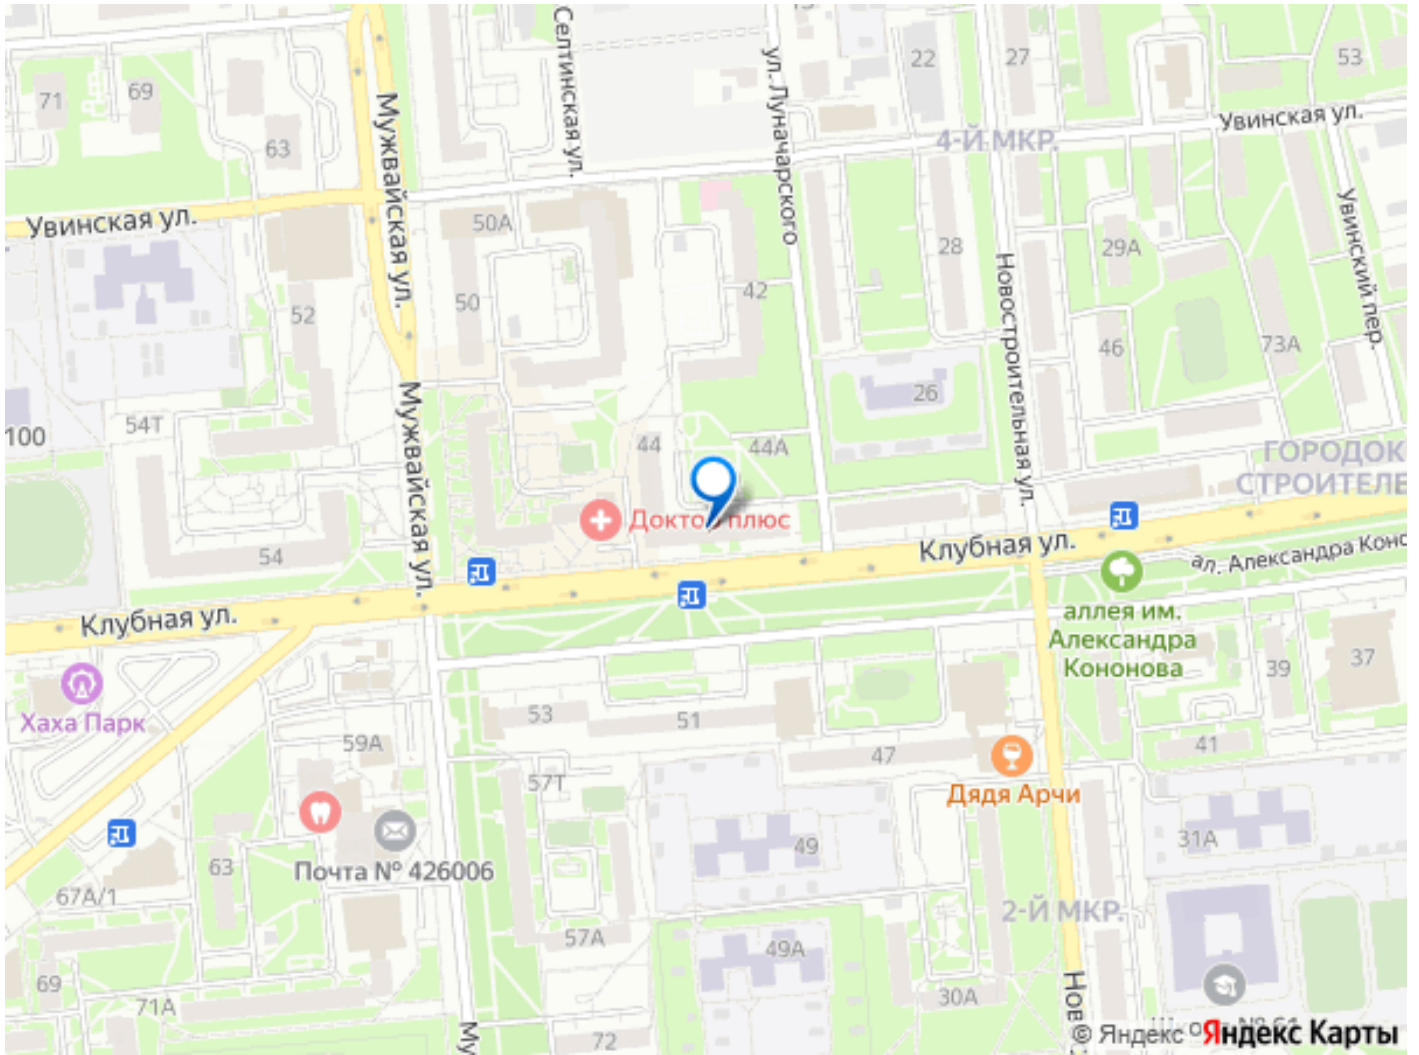 Селтинская ул.
22
27
53
71
69
63
Мужвайская ул.
ул. Луначарского
4-Й МКР.
Увинская ул.
Увинская ул.
50А
28
29А
Новостроительная ул.
Увинский пер.
52
50
42
46
73А
54Т
100
Мужвайская ул.
44
44А
26
ГОРОДОК
СТРОИТЕЛЕ
Доктор плюс
54
Клубная ул.
Клубная ул.
ал. Александра Коно
аллея им.
Александра
Кононова
Хаха Парк
39
37
53
51
59А
47
41
57Т
Дядя Арчи
49
31А
63
Почта № 426006
67А/1
2-Й МКР.
57А
49А
69
71А
30А
72
Му
Нов
© Яндекс
Яндекс Карты